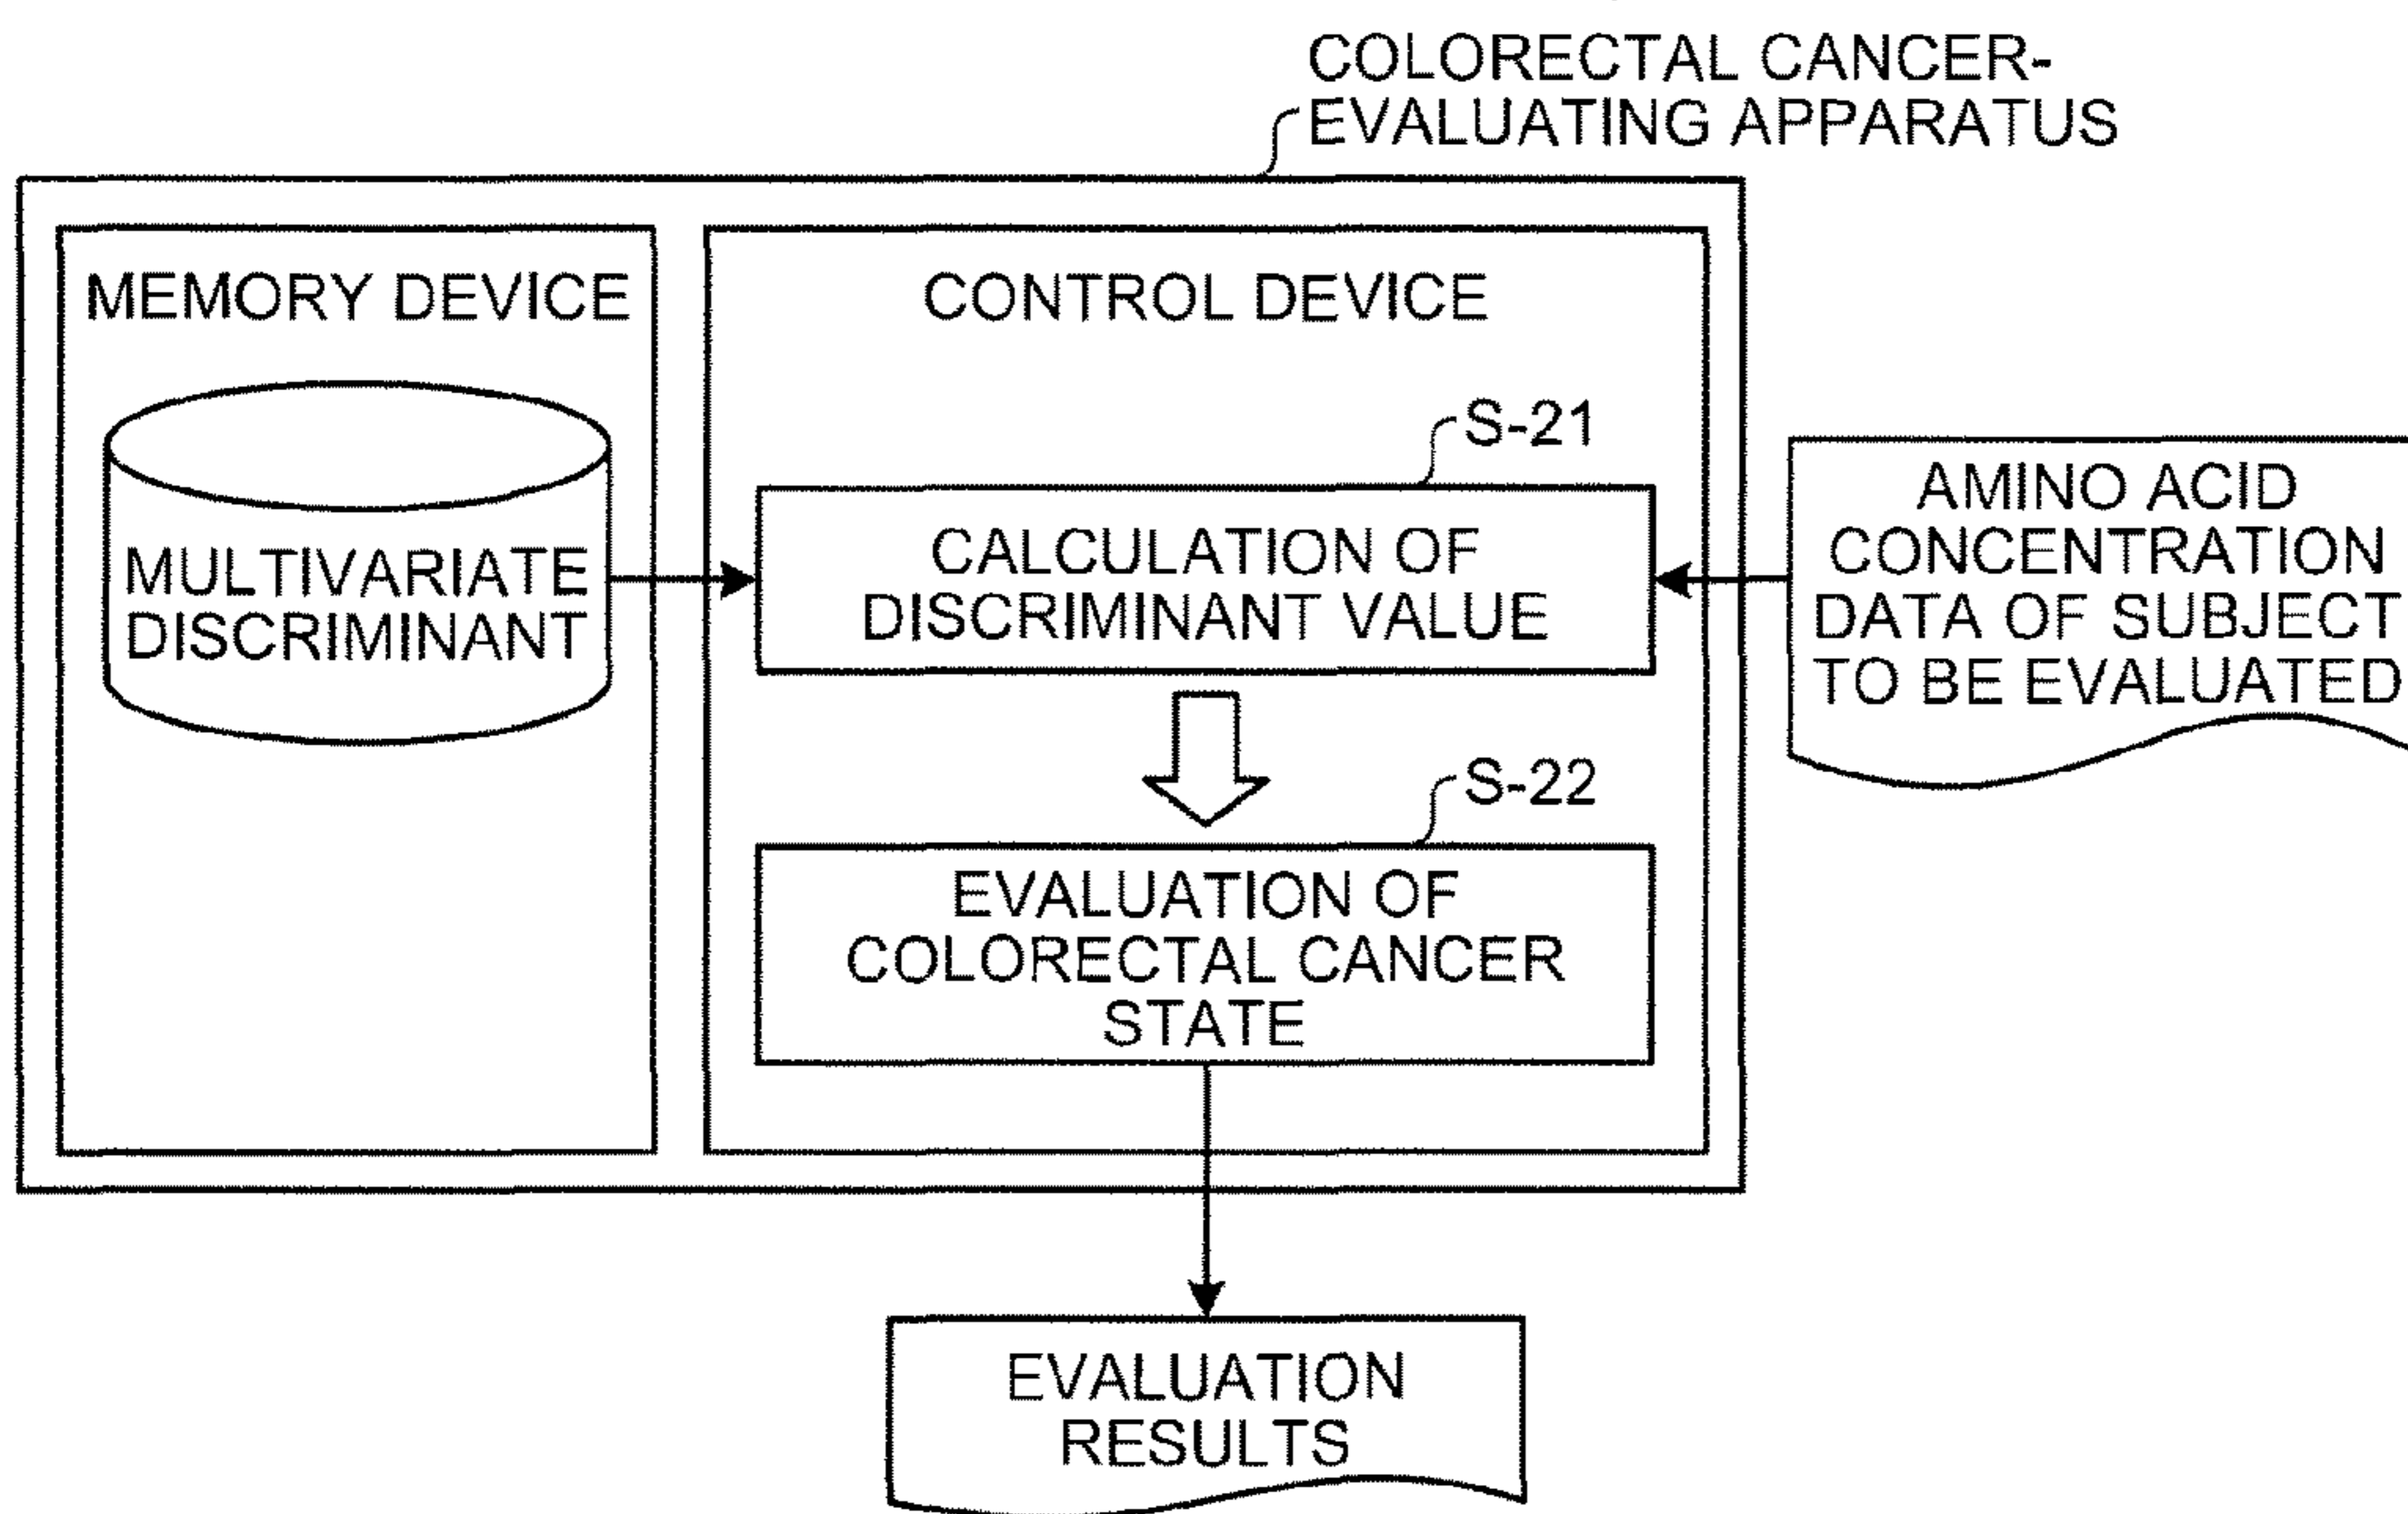 COLORECTAL CANCER-
EVALUATING APPARATUS
MEMORY DEVICE
MULTIVARIATE
DISCRIMINANT
CONTROL DEVICE
S-21
CALCULATION OF
DISCRIMINANT VALUE
S-22
EVALUATION OF
COLORECTAL CANCER
STATE
AMINO ACID
CONCENTRATION
DATA OF SUBJECT
TO BE EVALUATED
EVALUATION
RESULTS